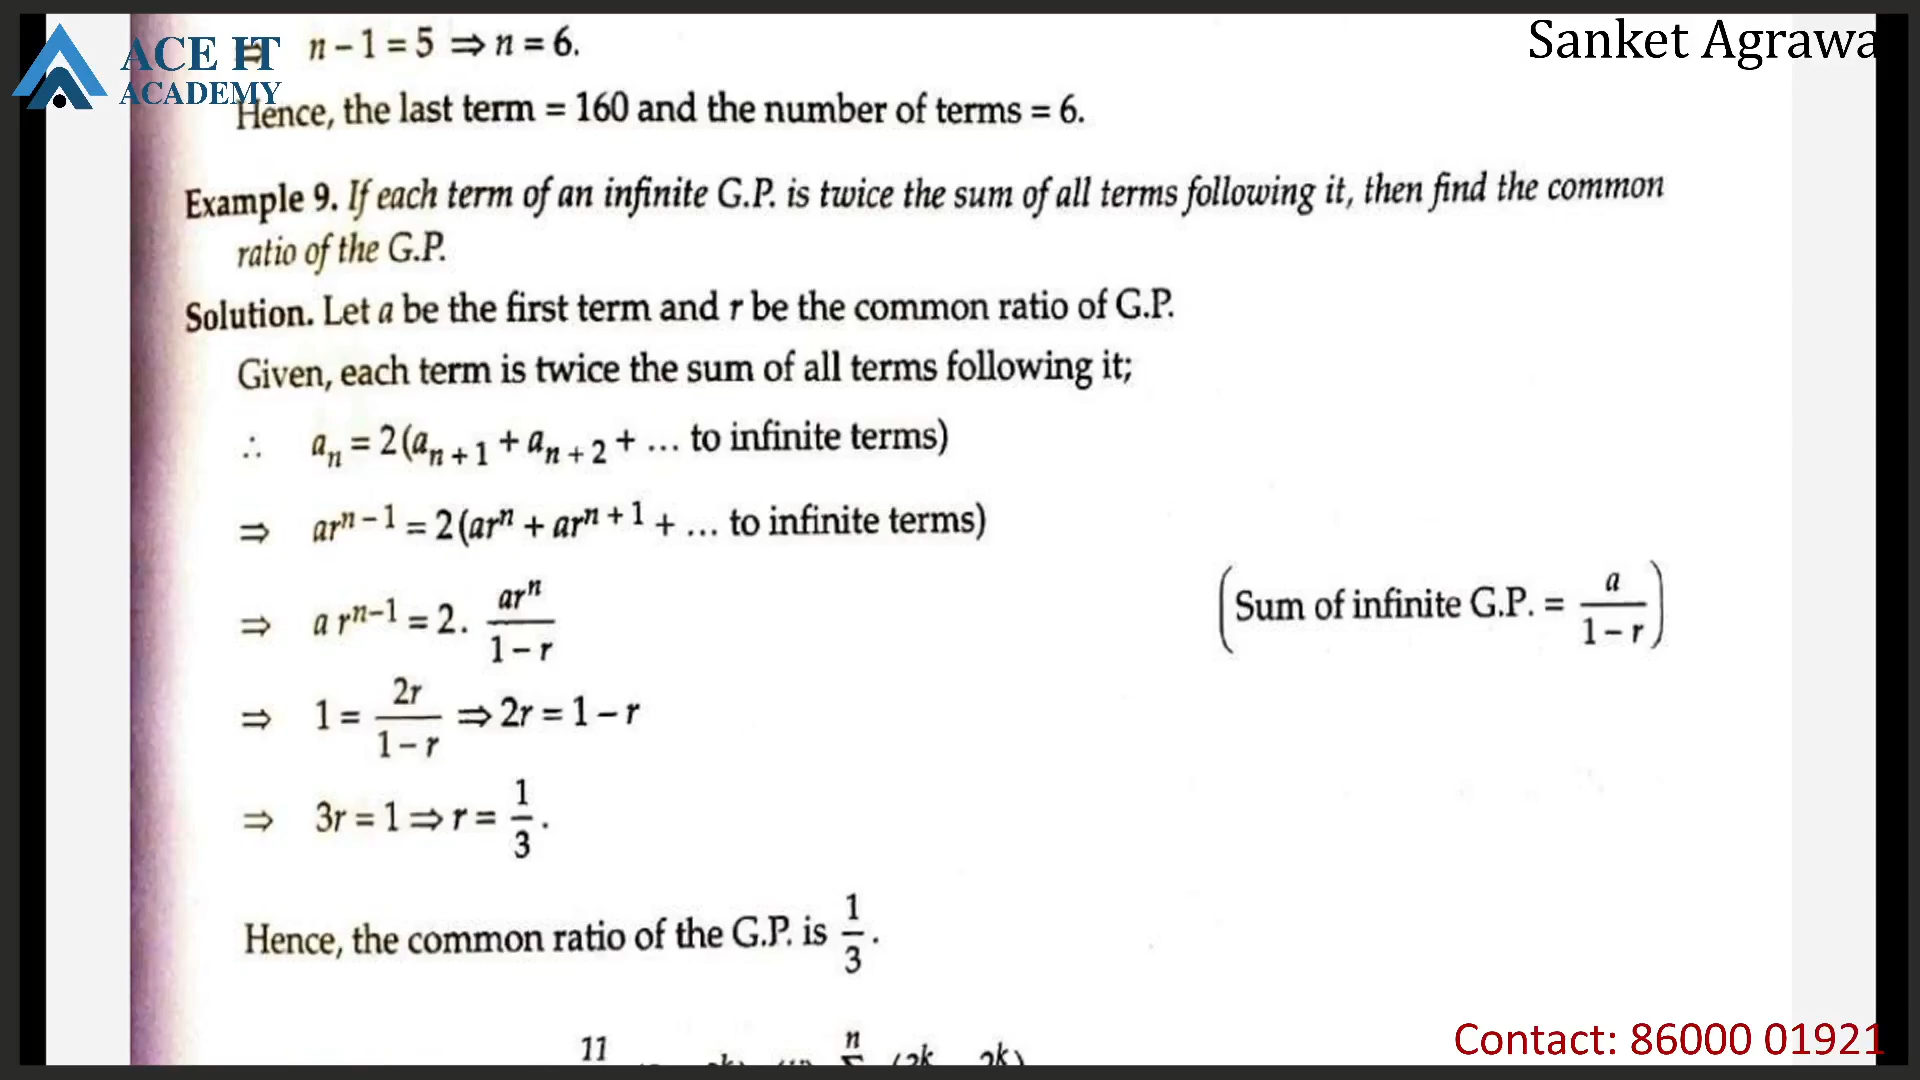 ACE IT
ACADEMY
Sanket Agrawa
⇒ n – 1 = 5 ⇒ n = 6.
Hence, the last term = 160 and the number of terms = 6.
Example 9. If each term of an infinite G.P. is twice the sum of all terms following it, then find the common
ratio of the G.P.
Solution. Let a be the first term and r be the common ratio of G.P.
Given, each term is twice the sum of all terms following it;
∴ aₙ = 2(aₙ₊₁ + aₙ₊₂ + ... to infinite terms)
⇒ arⁿ⁻¹ = 2(arⁿ + arⁿ⁺¹ + ... to infinite terms)
⇒ a rⁿ⁻¹ = 2. arⁿ/(1 – r) (Sum of infinite G.P. = a/(1 – r))
⇒ 1 = 2r/(1 – r) ⇒ 2r = 1 – r
⇒ 3r = 1 ⇒ r = 1/3.
Hence, the common ratio of the G.P. is 1/3.
11 n
Contact: 86000 01921